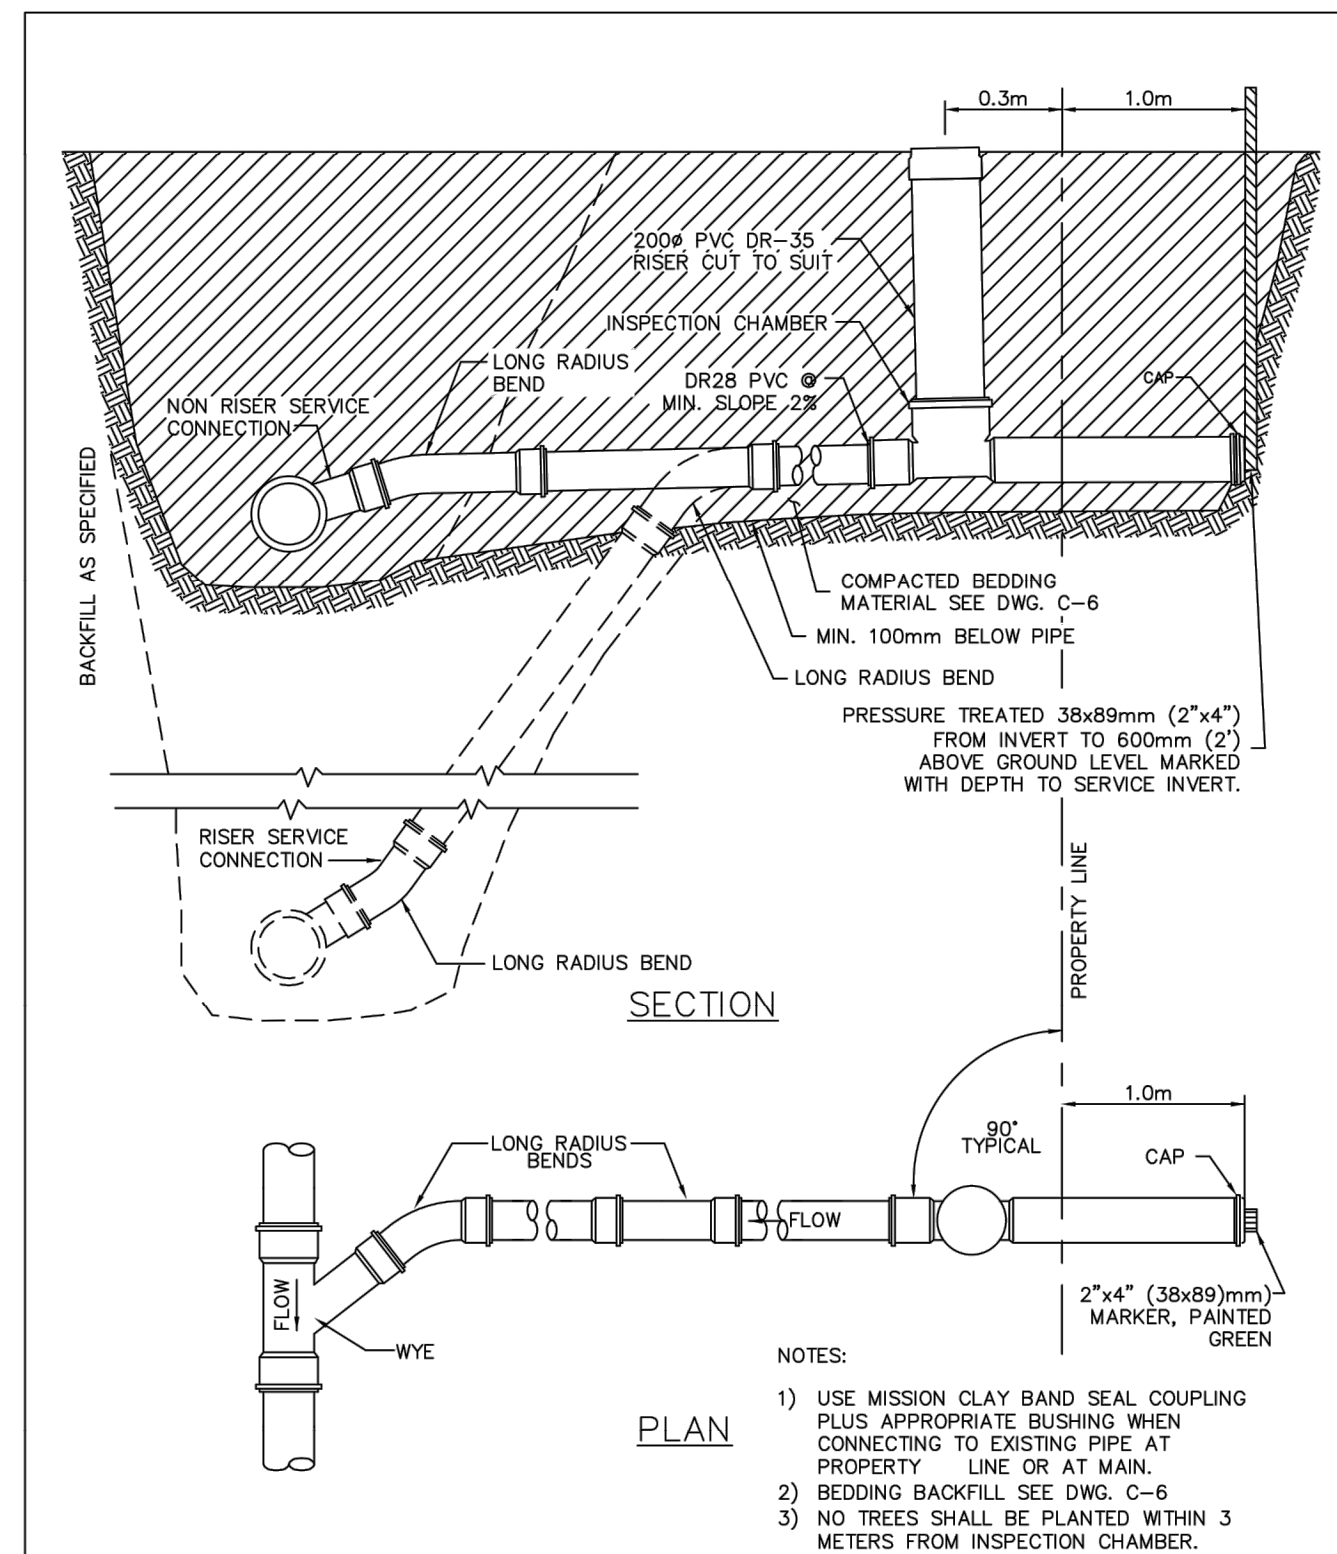 0.3m
1.0m
200ø PVC DR-35
RISER CUT TO SUIT
INSPECTION CHAMBER
LONG RADIUS
BEND
DR28 PVC @
MIN. SLOPE 2%
CAP
NON RISER SERVICE
CONNECTION
BACKFILL AS SPECIFIED
COMPACTED BEDDING
MATERIAL SEE DWG. C-6
MIN. 100mm BELOW PIPE
LONG RADIUS BEND
PRESSURE TREATED 38x89mm (2"x4")
FROM INVERT TO 600mm (2')
ABOVE GROUND LEVEL MARKED
WITH DEPTH TO SERVICE INVERT.
RISER SERVICE
CONNECTION
LONG RADIUS BEND
PROPERTY LINE
SECTION
1.0m
90°
TYPICAL
LONG RADIUS
BENDS
CAP
FLOW
FLOW
WYE
2"x4" (38x89)mm)
MARKER, PAINTED
GREEN
PLAN
NOTES:
1) USE MISSION CLAY BAND SEAL COUPLING
PLUS APPROPRIATE BUSHING WHEN
CONNECTING TO EXISTING PIPE AT
PROPERTY LINE OR AT MAIN.
2) BEDDING BACKFILL SEE DWG. C-6
3) NO TREES SHALL BE PLANTED WITHIN 3
METERS FROM INSPECTION CHAMBER.